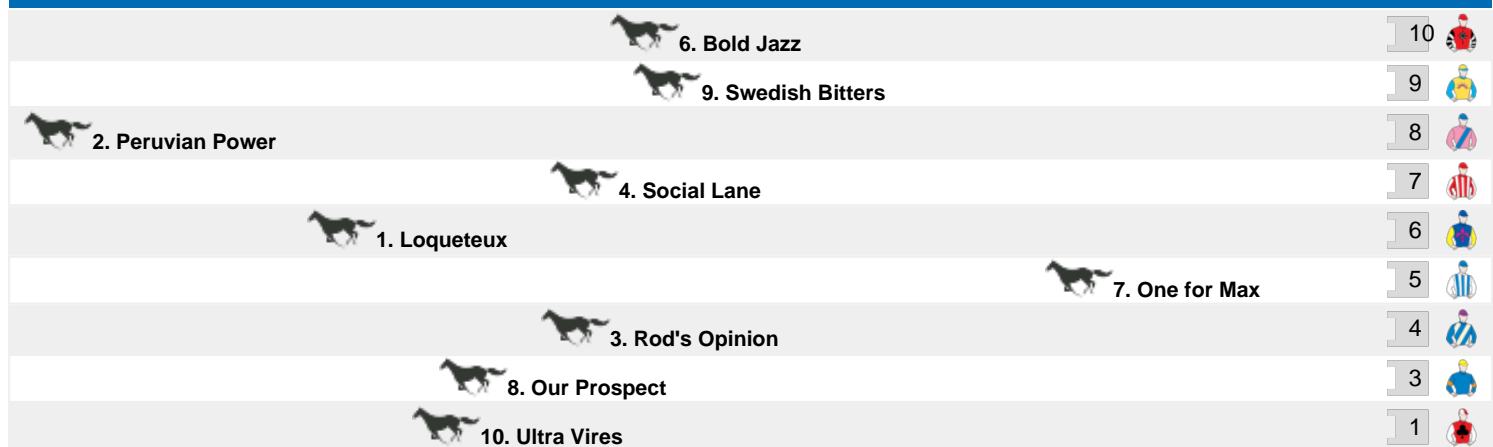 6. Bold Jazz 10
9. Swedish Bitters 9
2. Peruvian Power 8
4. Social Lane 7
1. Loqueteux 6
7. One for Max 5
3. Rod's Opinion 4
8. Our Prospect 3
10. Ultra Vires 1